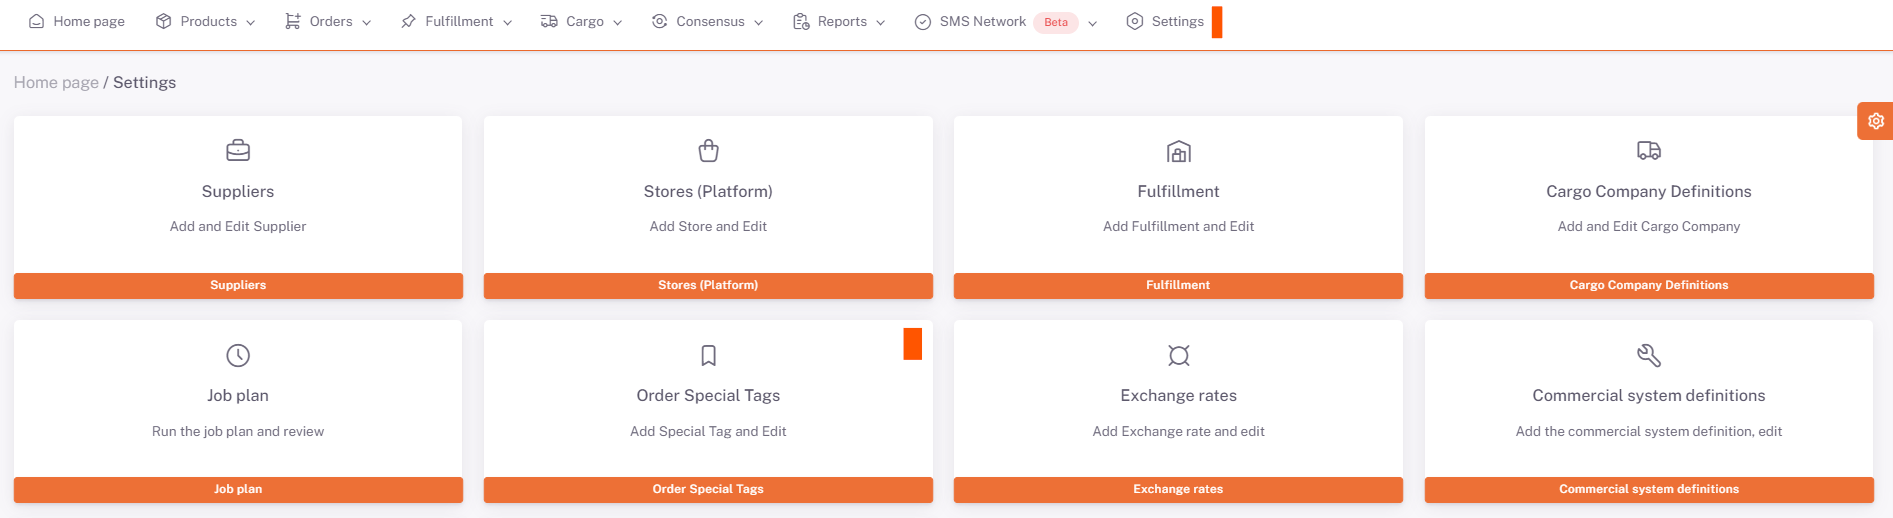 Home page Products Orders Fulfillment Cargo Consensus Reports SMS Network Beta Settings
Home page / Settings
Suppliers Stores (Platform) Fulfillment Cargo Company Definitions
Add and Edit Supplier Add Store and Edit Add Fulfillment and Edit Add and Edit Cargo Company
Suppliers Stores (Platform) Fulfillment Cargo Company Definitions
Job plan Order Special Tags Exchange rates Commercial system definitions
Run the job plan and review Add Special Tag and Edit Add Exchange rate and edit Add the commercial system definition, edit
Job plan Order Special Tags Exchange rates Commercial system definitions